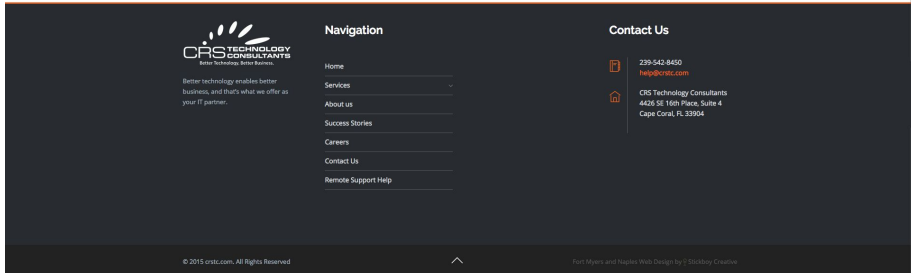 CRS TECHNOLOGY
CONSULTANTS
Better Technology. Better Business.
Better technology enables better
business, and that's what we offer as
your IT partner.
Navigation
Home
Services
About us
Success Stories
Careers
Contact Us
Remote Support Help
Contact Us
239-542-8450
help@crstc.com
CRS Technology Consultants
4426 SE 16th Place, Suite 4
Cape Coral, FL 33904
© 2015 crstc.com. All Rights Reserved
Fort Myers and Naples Web Design by Stickboy Creative